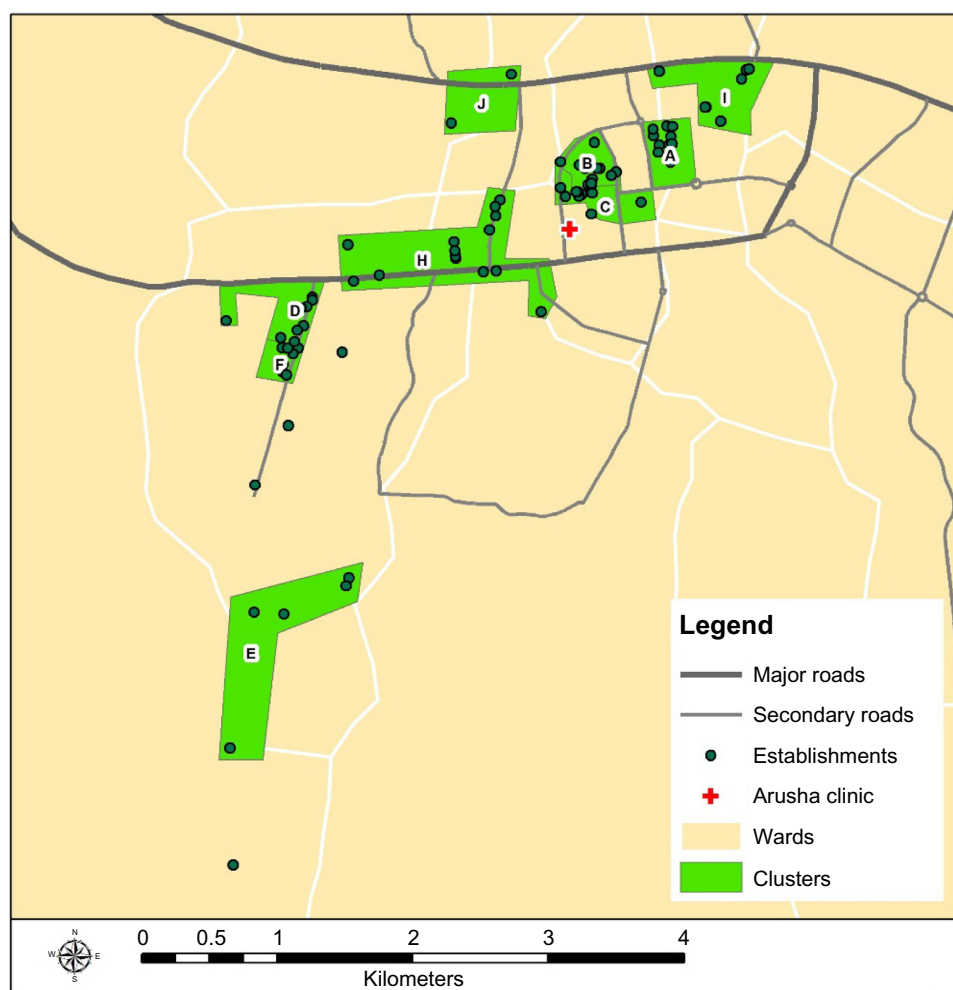 J
I
A
B
C
H
D
F
E
Legend
Major roads
Secondary roads
Establishments
Arusha clinic
Wards
Clusters
N
W E
S
0 0.5 1 2 3 4
Kilometers